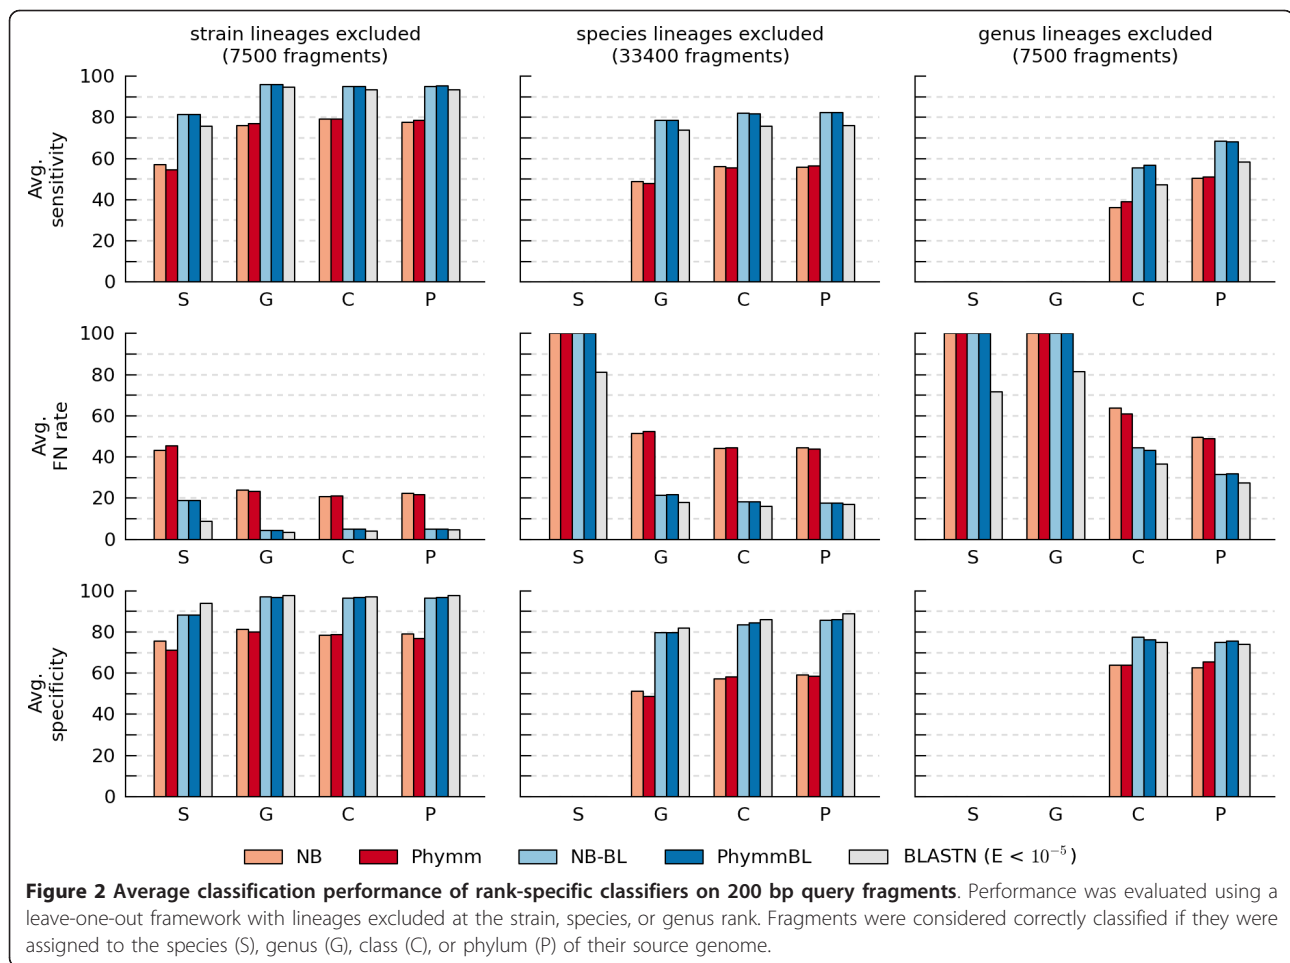 strain lineages excluded
(7500 fragments)
species lineages excluded
(33400 fragments)
genus lineages excluded
(7500 fragments)
Avg.
sensitivity
100
80
60
40
20
0
S G C P
S G C P
S G C P
Avg.
FN rate
100
80
60
40
20
0
S G C P
S G C P
S G C P
Avg.
specificity
100
80
60
40
20
0
S G C P
S G C P
S G C P
NB Phymm NB-BL PhymmBL BLASTN (E < 10⁻⁵)
Figure 2 Average classification performance of rank-specific classifiers on 200 bp query fragments. Performance was evaluated using a
leave-one-out framework with lineages excluded at the strain, species, or genus rank. Fragments were considered correctly classified if they were
assigned to the species (S), genus (G), class (C), or phylum (P) of their source genome.